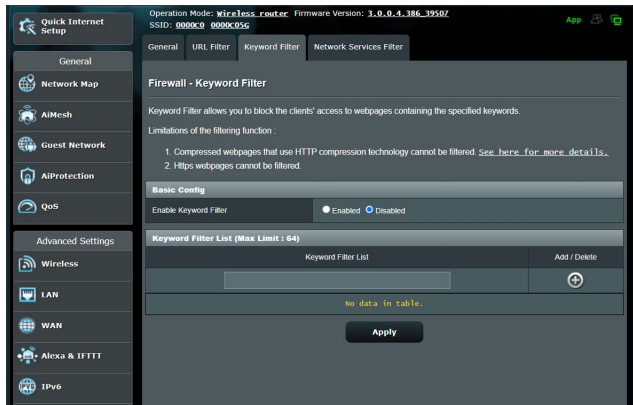 Quick Internet Setup
Operation Mode: Wireless router Firmware Version: 3.0.0.4.386_39507
SSID: 0000C0 0000C05G
App
General
URL Filter
Keyword Filter
Network Services Filter
General
Network Map
AiMesh
Guest Network
AiProtection
QoS
Advanced Settings
Wireless
LAN
WAN
Alexa & IFTTT
IPv6
Firewall - Keyword Filter
Keyword Filter allows you to block the clients' access to webpages containing the specified keywords.
Limitations of the filtering function :
1. Compressed webpages that use HTTP compression technology cannot be filtered. See here for more details.
2. Https webpages cannot be filtered.
Basic Config
Enable Keyword Filter
Enabled Disabled
Keyword Filter List (Max Limit : 64)
Keyword Filter List
Add / Delete
No data in table.
Apply